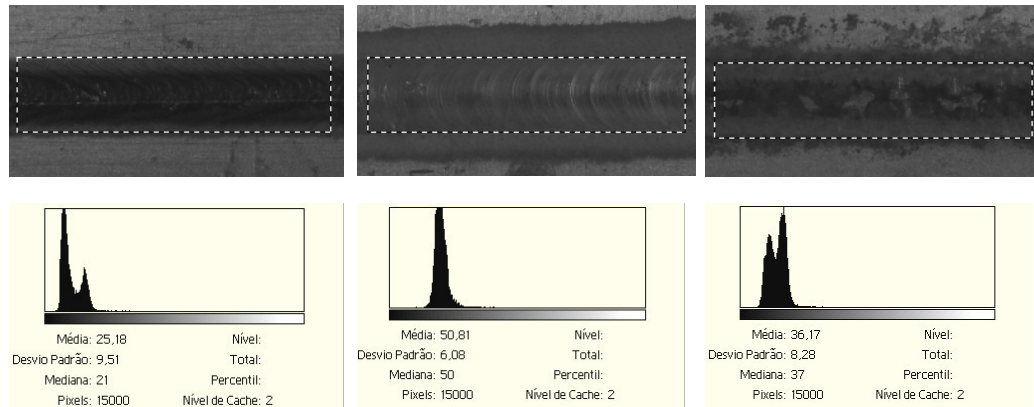 Média: 25,18 Nível:
Desvio Padrão: 9,51 Total:
Mediana: 21 Percentil:
Pixels: 15000 Nível de Cache: 2
Média: 50,81 Nível:
Desvio Padrão: 6,08 Total:
Mediana: 50 Percentil:
Pixels: 15000 Nível de Cache: 2
Média: 36,17 Nível:
Desvio Padrão: 8,28 Total:
Mediana: 37 Percentil:
Pixels: 15000 Nível de Cache: 2